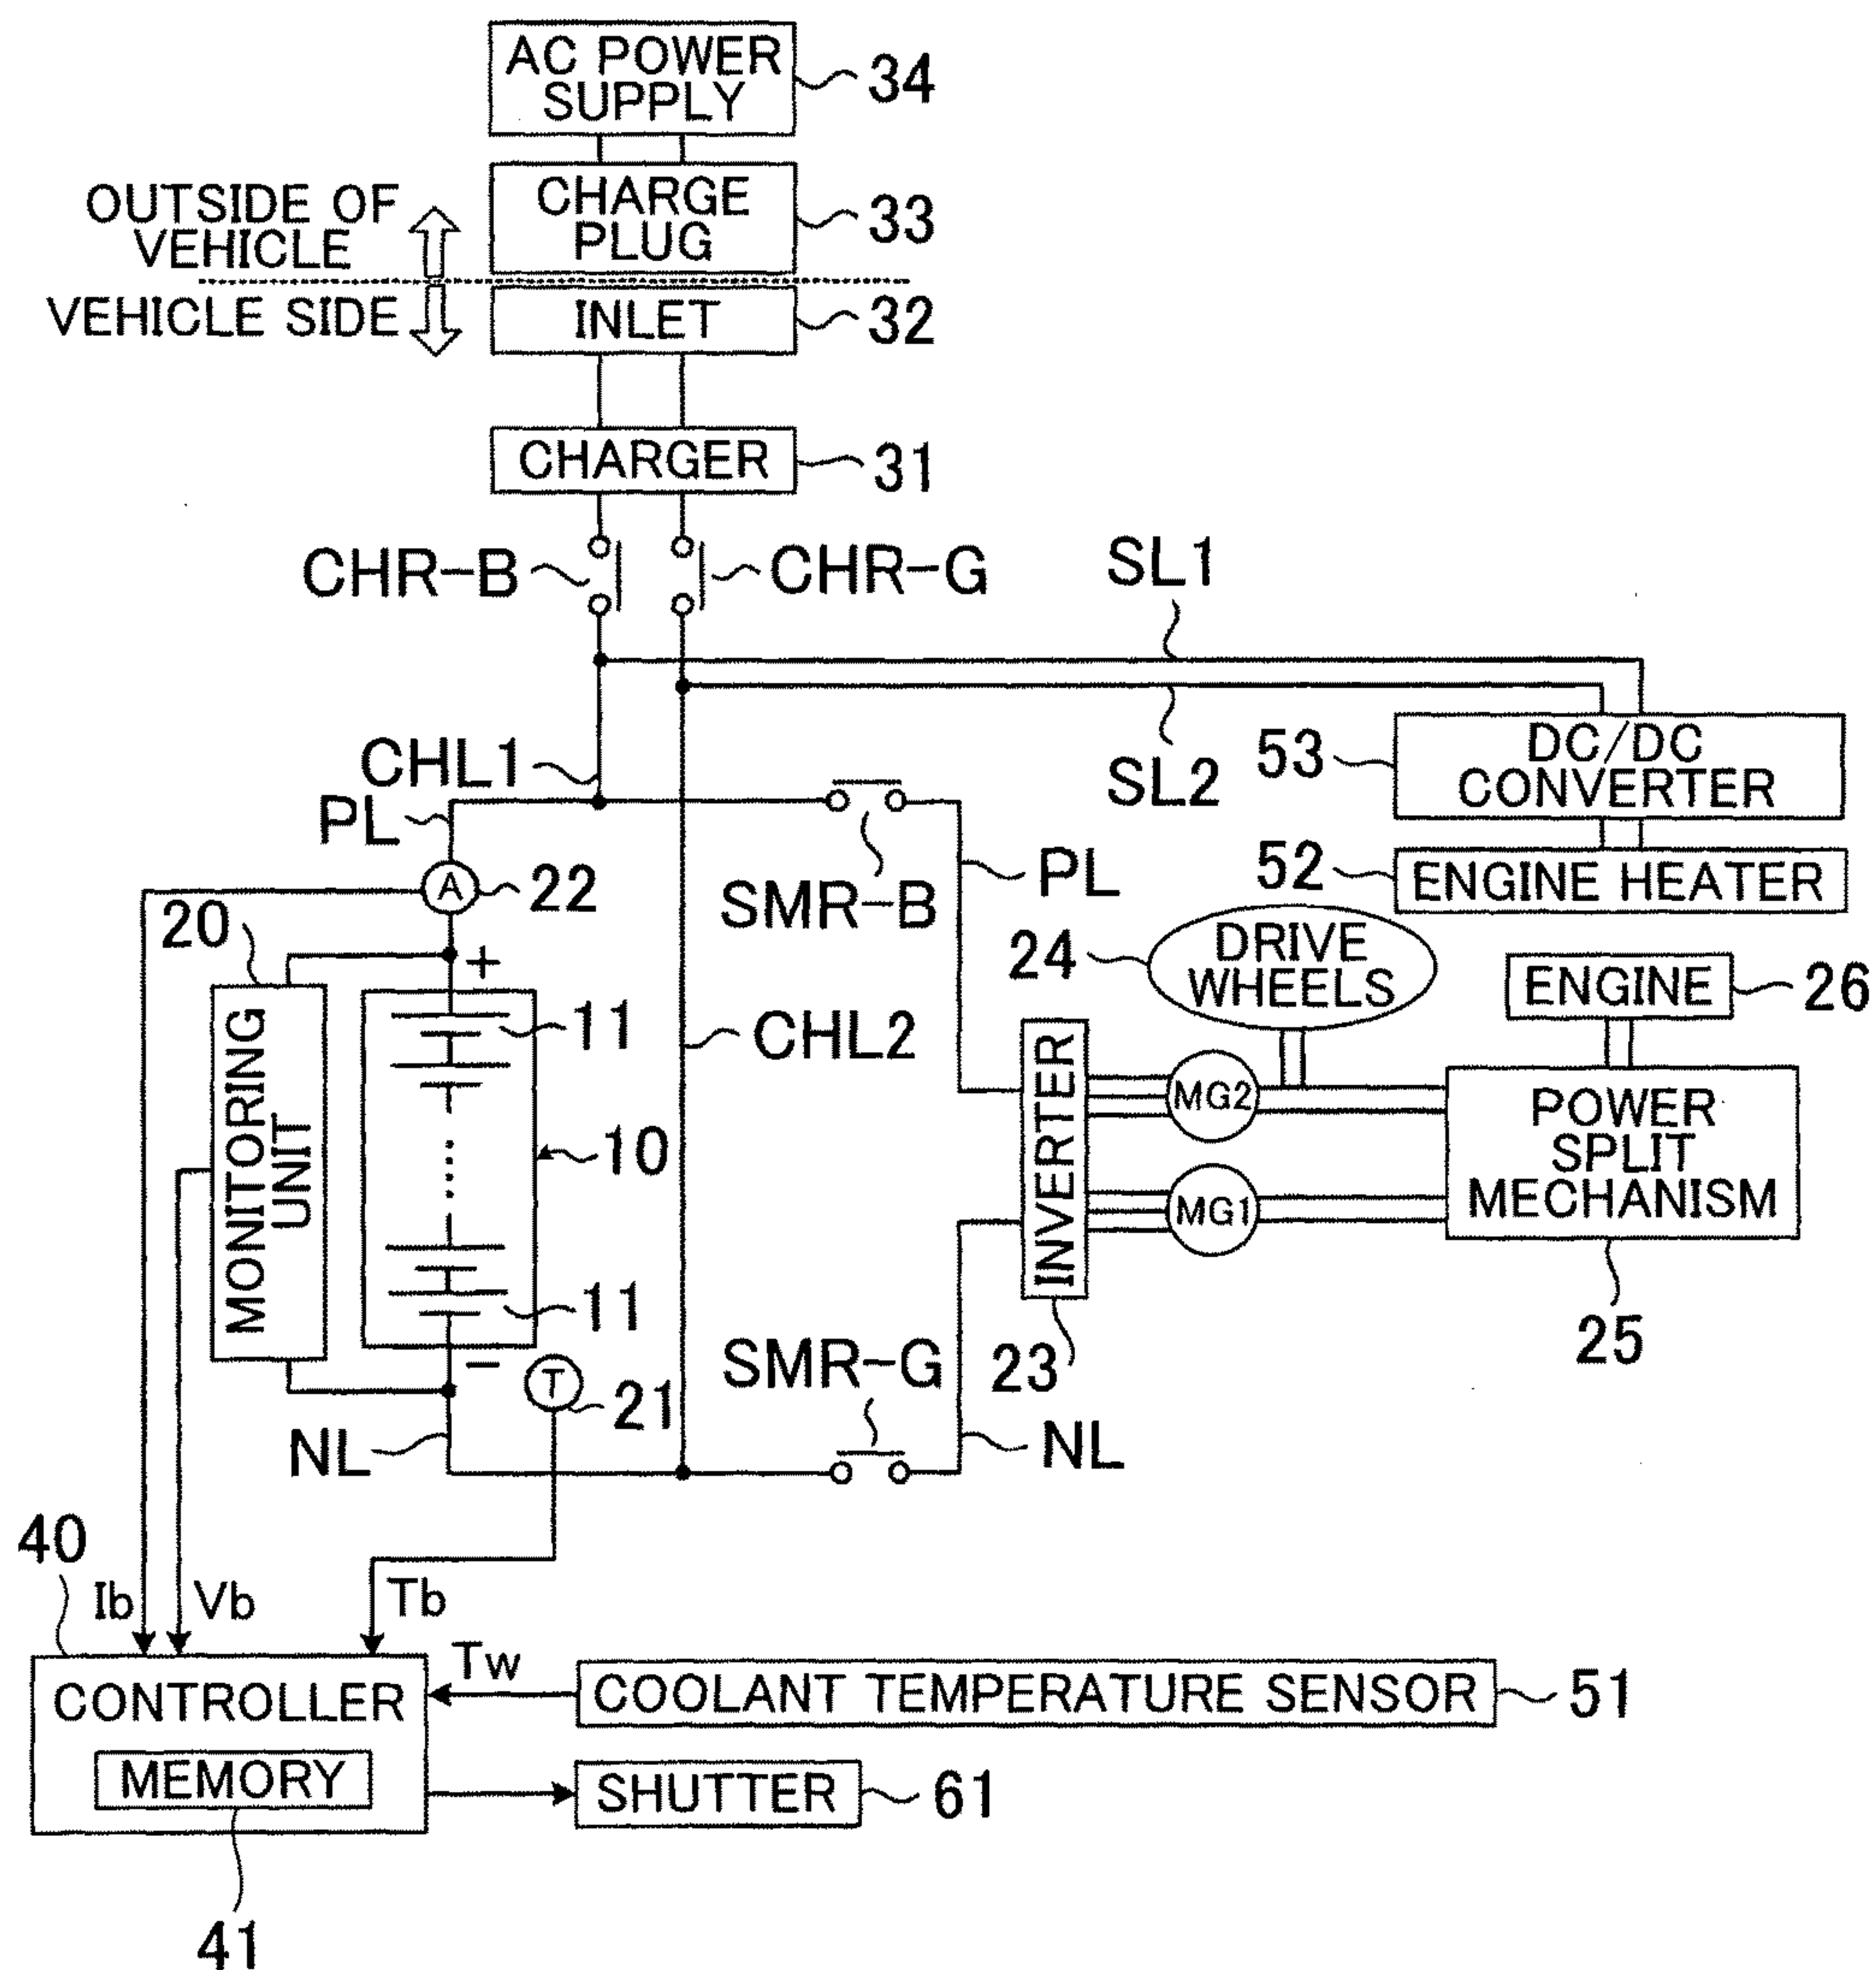 AC POWER
SUPPLY
34
OUTSIDE OF
VEHICLE
CHARGE
PLUG
33
VEHICLE SIDE
INLET
32
CHARGER
31
CHR-B
CHR-G
SL1
CHL1
SL2
53
DC/DC
CONVERTER
PL
A
22
SMR-B
PL
52
ENGINE HEATER
20
+
24
DRIVE
WHEELS
ENGINE
26
MONITORING
UNIT
11
CHL2
10
INVERTER
MG2
POWER
SPLIT
MECHANISM
MG1
11
-
T
21
SMR-G
23
25
NL
NL
40
Ib
Vb
Tb
Tw
CONTROLLER
COOLANT TEMPERATURE SENSOR
51
MEMORY
SHUTTER
61
41